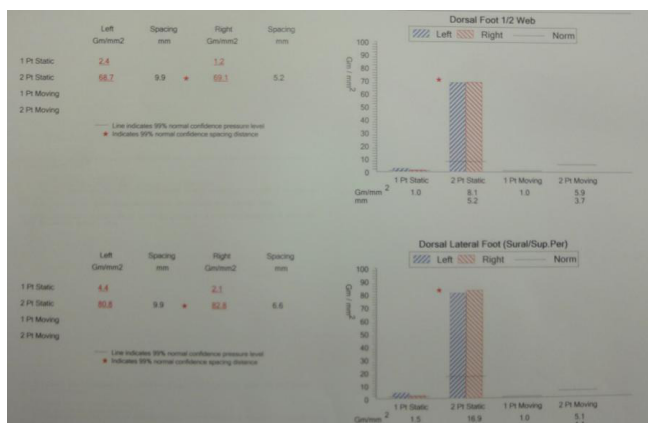 Dorsal Foot 1/2 Web
Left Spacing Right Spacing
Gm/mm2 mm Gm/mm2 mm
1 Pt Static 2.4 1.2
2 Pt Static 68.7 9.9 ★ 69.1 5.2
1 Pt Moving
2 Pt Moving
Line indicates 99% normal confidence pressure level
★ Indicates 99% normal confidence spacing distance
Left Right Norm
Gm / mm2
100
90
80
70
60
50
40
30
20
10
0
1 Pt Static 2 Pt Static 1 Pt Moving 2 Pt Moving
Gm/mm 2 1.0 8.1 1.0 5.9
mm 5.2 3.7
Dorsal Lateral Foot (Sural/Sup.Per)
Left Spacing Right Spacing
Gm/mm2 mm Gm/mm2 mm
1 Pt Static 4.4 2.1
2 Pt Static 80.8 9.9 ★ 82.8 6.6
1 Pt Moving
2 Pt Moving
Line indicates 99% normal confidence pressure level
★ Indicates 99% normal confidence spacing distance
Left Right Norm
Gm / mm2
100
90
80
70
60
50
40
30
20
10
0
1 Pt Static 2 Pt Static 1 Pt Moving 2 Pt Moving
Gm/mm 2 1.5 16.9 1.0 5.1